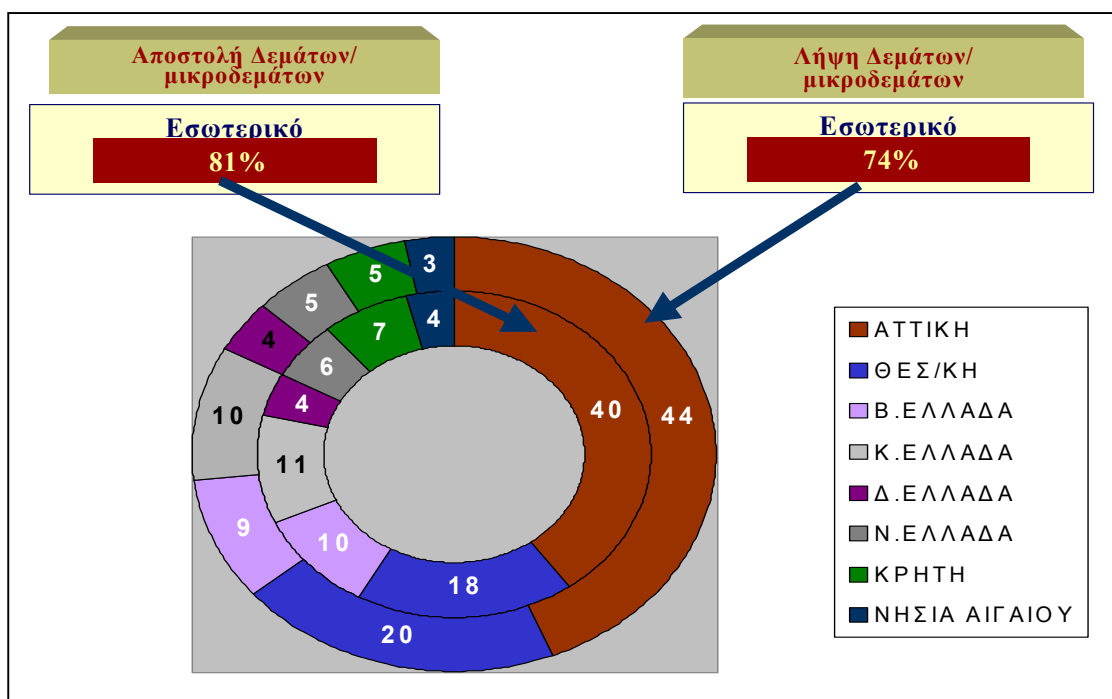 Αποστολή Δεμάτων/
μικροδεμάτων
Εσωτερικό
81%
Λήψη Δεμάτων/
μικροδεμάτων
Εσωτερικό
74%
3
5
5
4
10
9
20
44
4
7
6
4
11
10
18
40
ΑΤΤΙΚΗ
ΘΕΣ/ΚΗ
Β.ΕΛΛΑΔΑ
Κ.ΕΛΛΑΔΑ
Δ.ΕΛΛΑΔΑ
Ν.ΕΛΛΑΔΑ
ΚΡΗΤΗ
ΝΗΣΙΑ ΑΙΓΑΙΟΥ